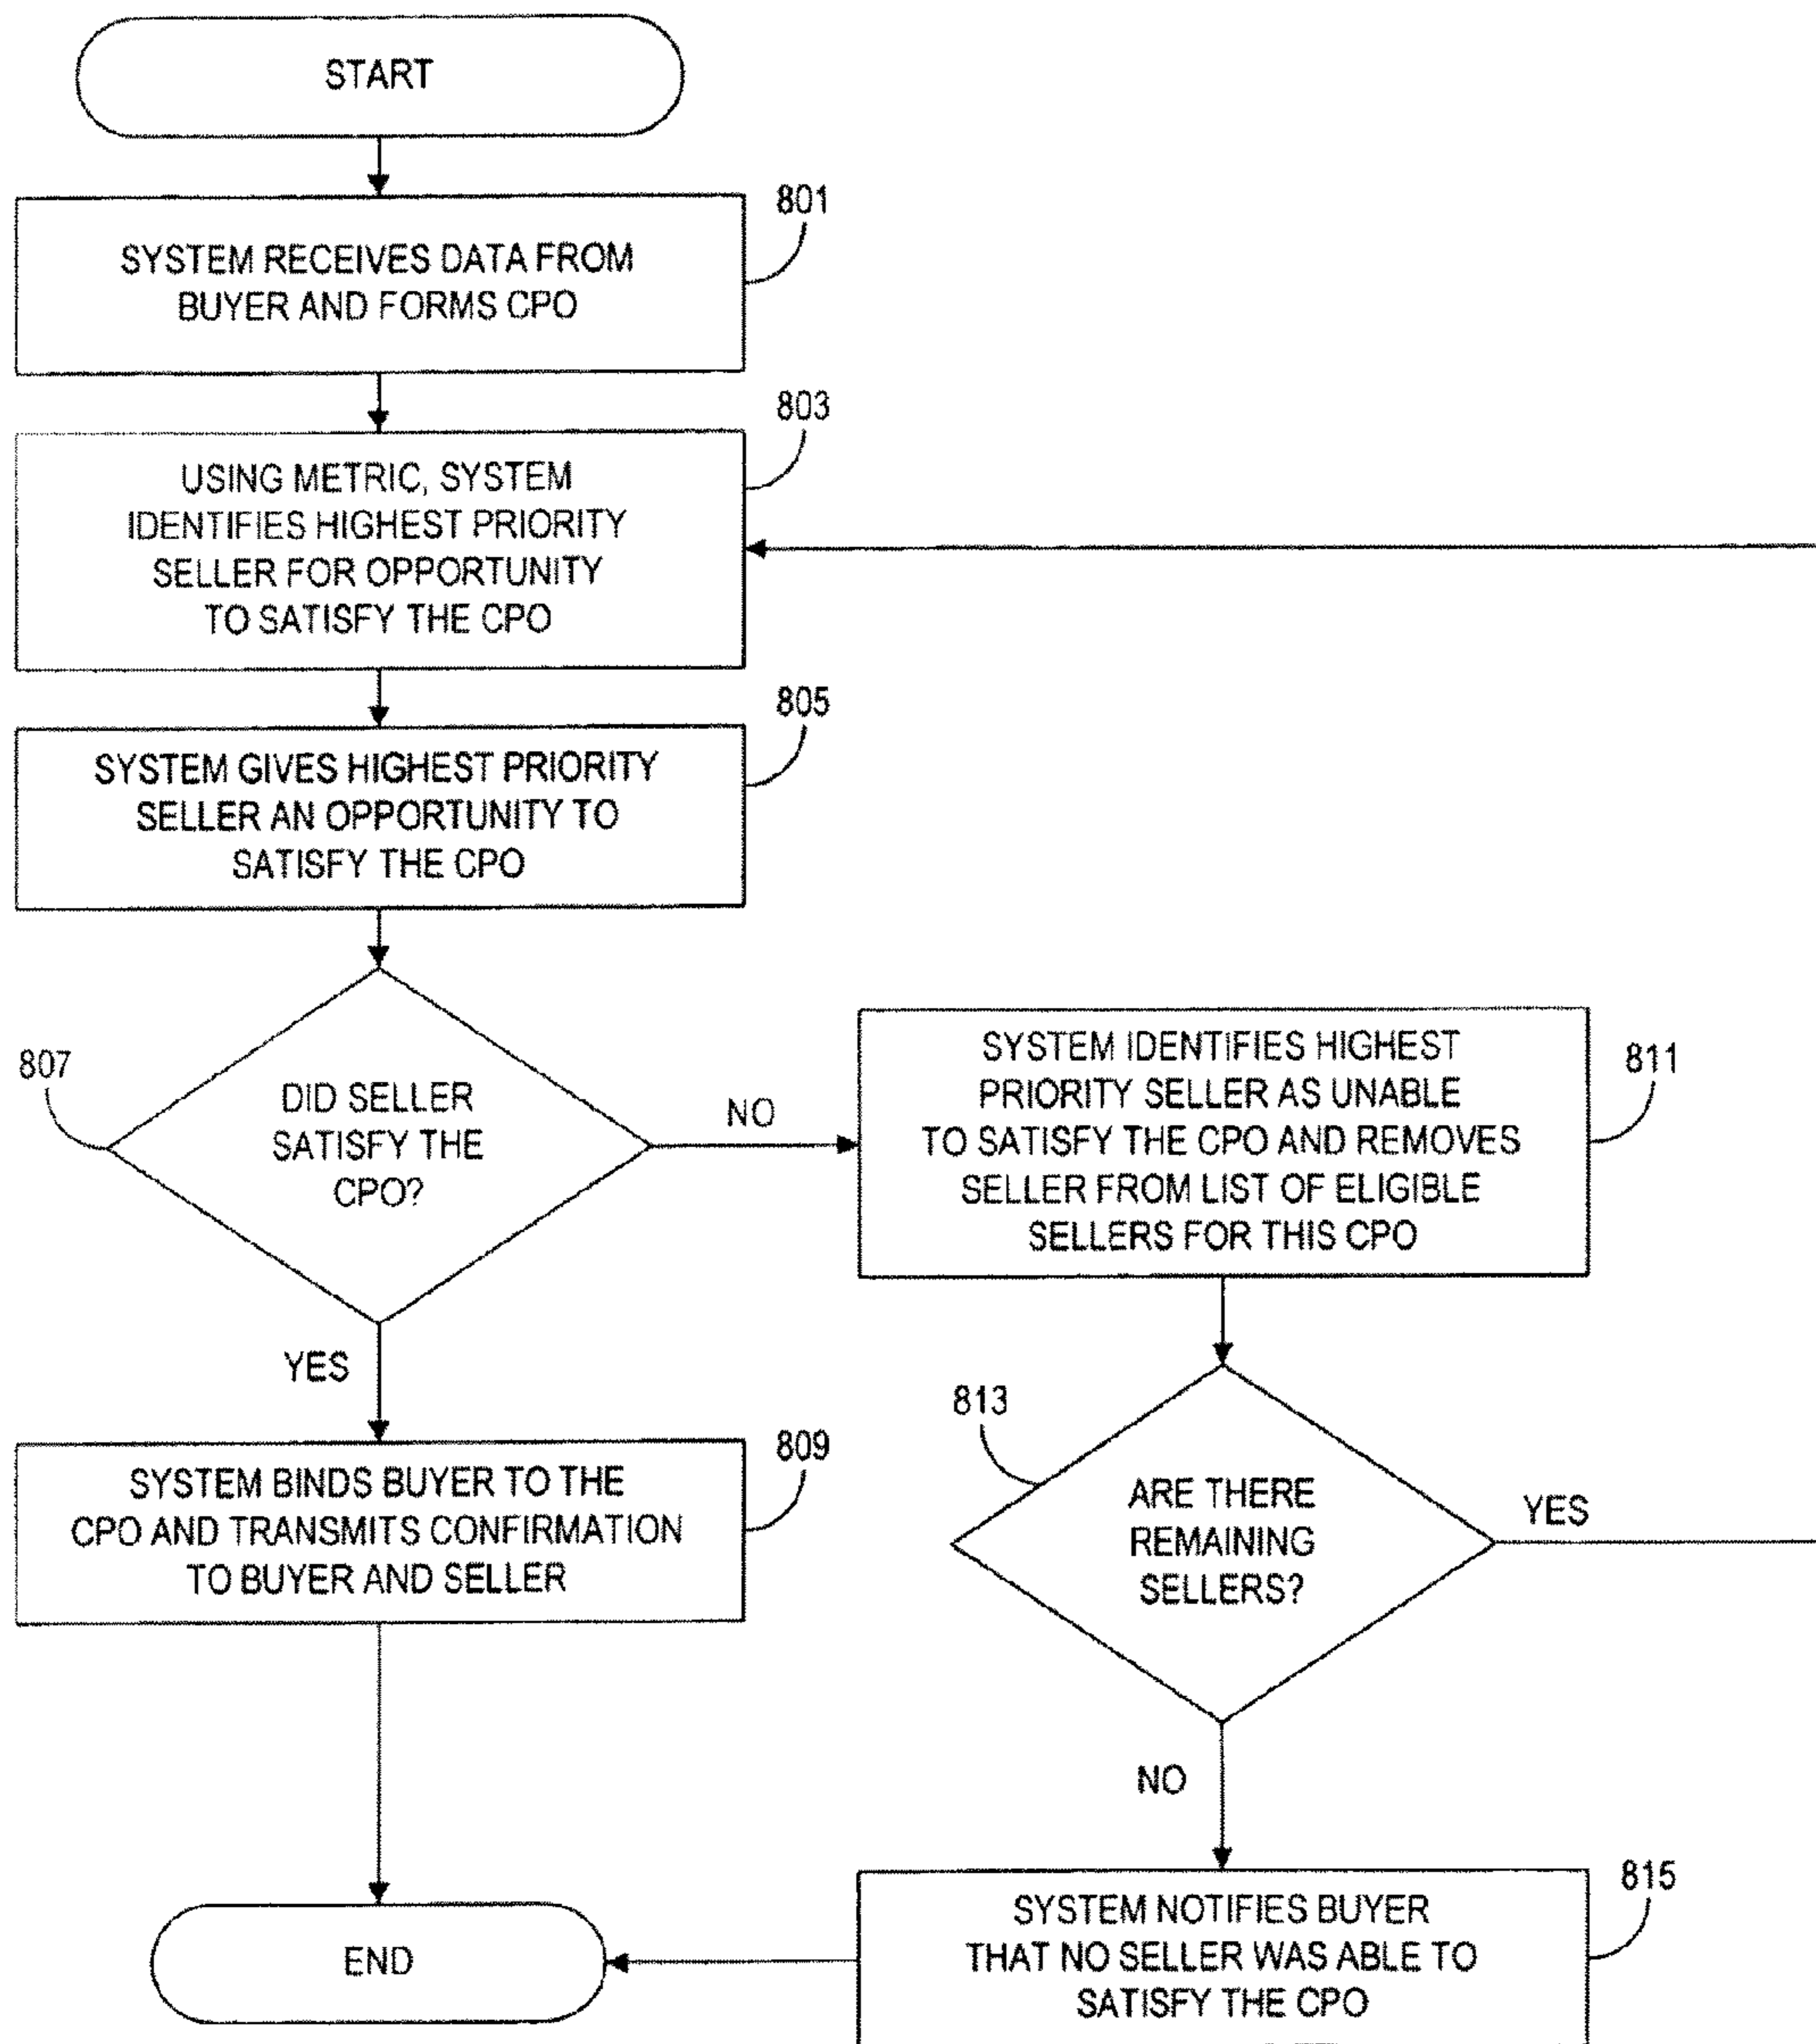 START
801
SYSTEM RECEIVES DATA FROM
BUYER AND FORMS CPO
803
USING METRIC, SYSTEM
IDENTIFIES HIGHEST PRIORITY
SELLER FOR OPPORTUNITY
TO SATISFY THE CPO
805
SYSTEM GIVES HIGHEST PRIORITY
SELLER AN OPPORTUNITY TO
SATISFY THE CPO
807
DID SELLER
SATISFY THE
CPO?
NO
811
SYSTEM IDENTIFIES HIGHEST
PRIORITY SELLER AS UNABLE
TO SATISFY THE CPO AND REMOVES
SELLER FROM LIST OF ELIGIBLE
SELLERS FOR THIS CPO
YES
809
SYSTEM BINDS BUYER TO THE
CPO AND TRANSMITS CONFIRMATION
TO BUYER AND SELLER
813
ARE THERE
REMAINING
SELLERS?
YES
NO
815
SYSTEM NOTIFIES BUYER
THAT NO SELLER WAS ABLE TO
SATISFY THE CPO
END